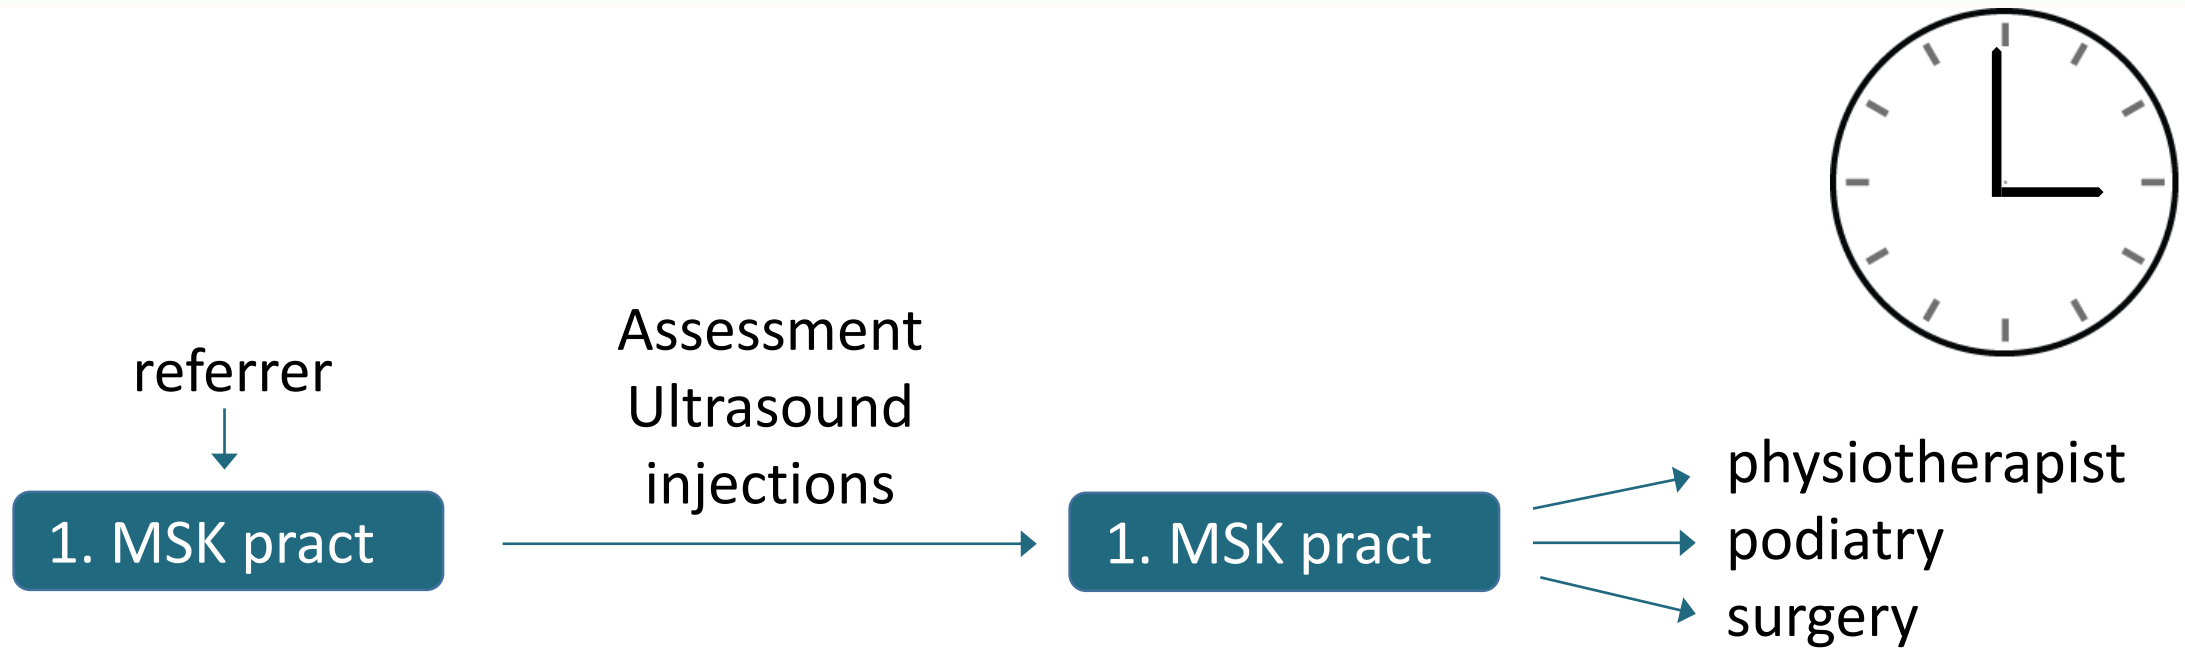 referrer
1. MSK pract
Assessment
Ultrasound
injections
1. MSK pract
physiotherapist
podiatry
surgery